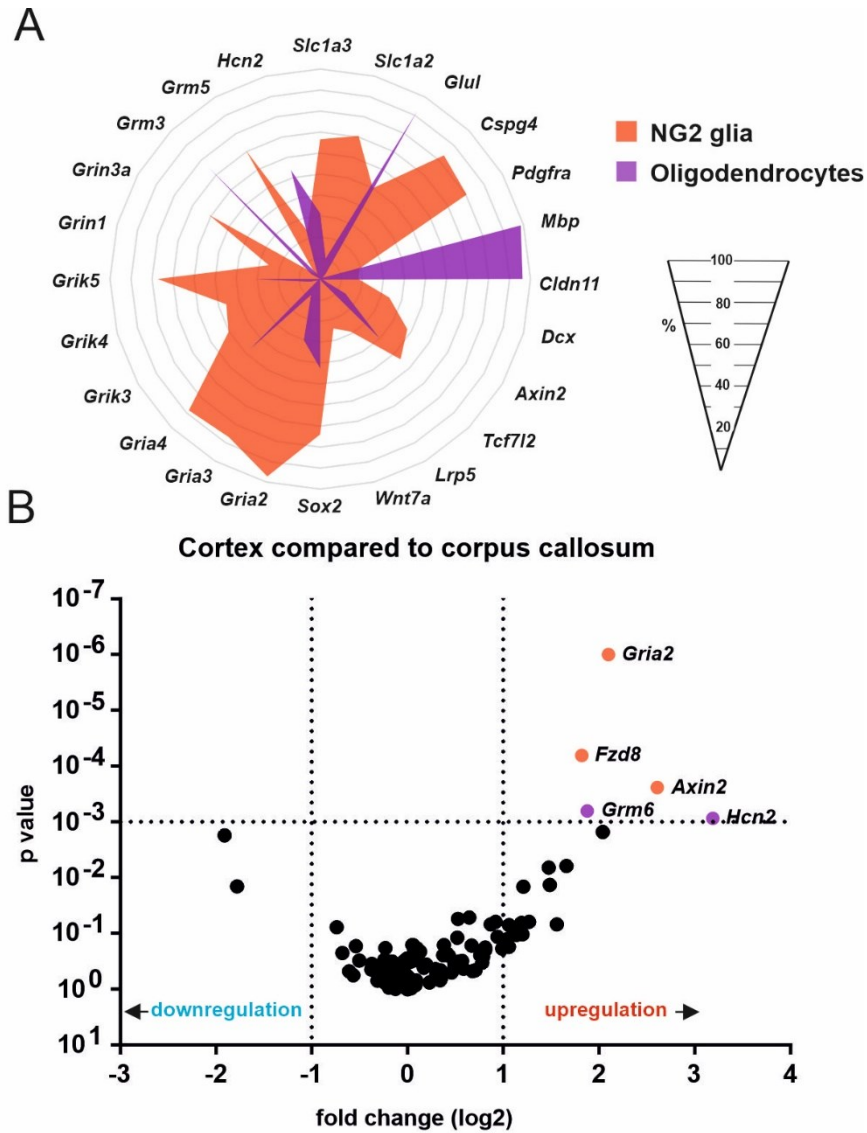 A
Slc1a3
Slc1a2
Glul
Cspg4
Pdgfra
Mbp
Cldn11
Dcx
Axin2
Tcf7l2
Lrp5
Wnt7a
Sox2
Gria2
Gria3
Gria4
Grik3
Grik4
Grik5
Grin1
Grin3a
Grm3
Grm5
Hcn2
NG2 glia
Oligodendrocytes
100
80
%
60
40
20
B
Cortex compared to corpus callosum
p value
10-7
10-6
10-5
10-4
10-3
10-2
10-1
100
101
Gria2
Fzd8
Axin2
Grm6
Hcn2
downregulation
upregulation
-3
-2
-1
0
1
2
3
4
fold change (log2)